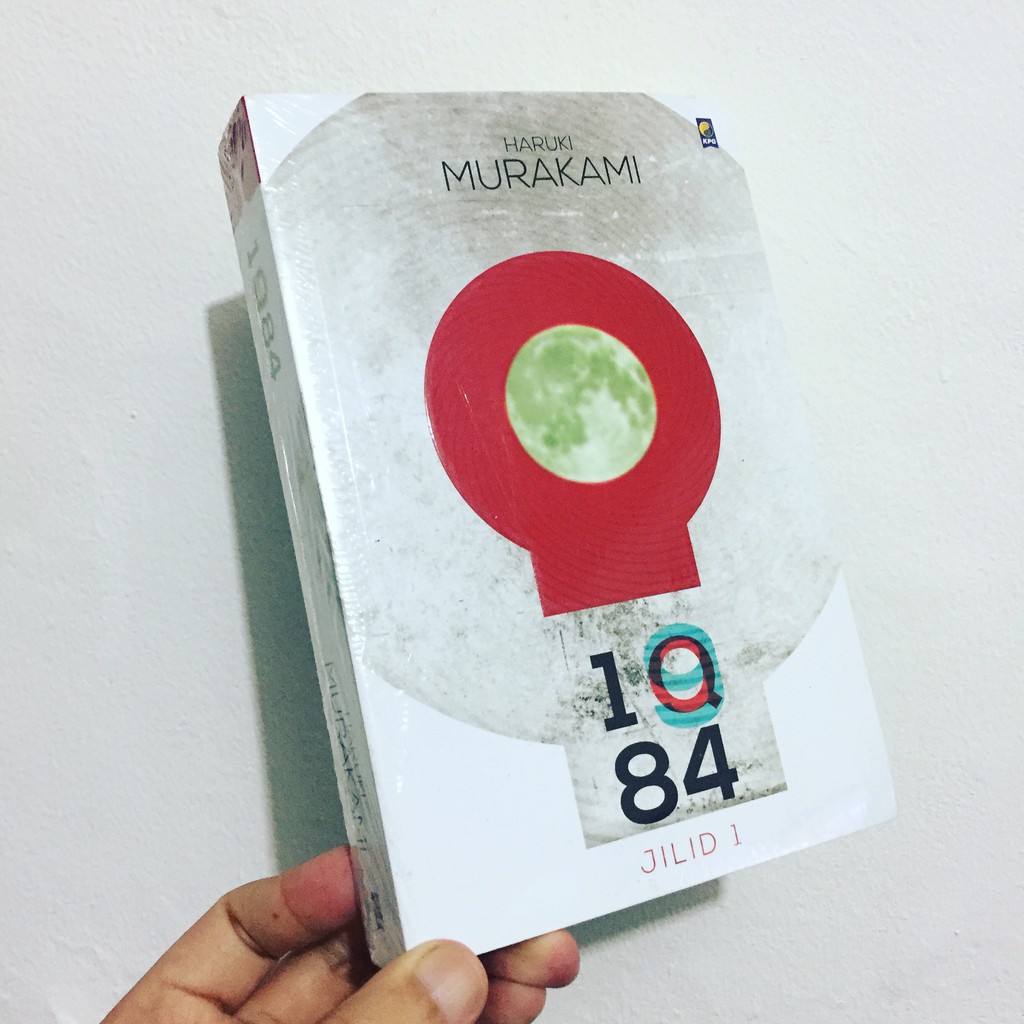 HARUKI
MURAKAMI
KPG
1Q
84
JILID 1
1Q84
MURAKAMI